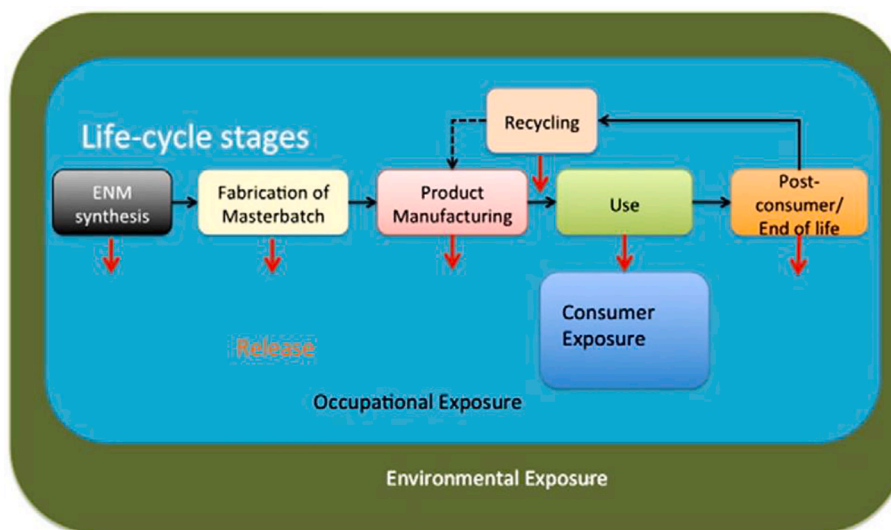 Life-cycle stages
Recycling
ENM
synthesis
Fabrication of
Masterbatch
Product
Manufacturing
Use
Post-
consumer/
End of life
Consumer
Exposure
Release
Occupational Exposure
Environmental Exposure